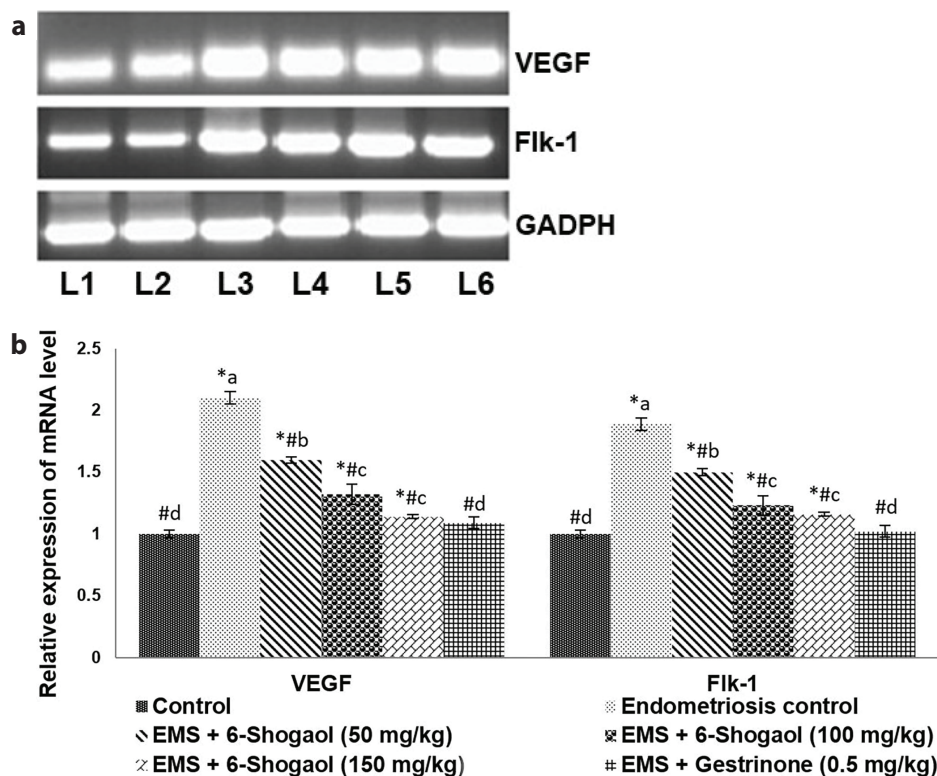 a
VEGF
Flk-1
GADPH
L1 L2 L3 L4 L5 L6
b
Relative expression of mRNA level
2.5
2
1.5
1
0.5
0
#d
*a
*#b
*#c
*#c
#d
#d
*a
*#b
*#c
*#c
#d
VEGF Flk-1
Control Endometriosis control
EMS + 6-Shogaol (50 mg/kg) EMS + 6-Shogaol (100 mg/kg)
EMS + 6-Shogaol (150 mg/kg) EMS + Gestrinone (0.5 mg/kg)